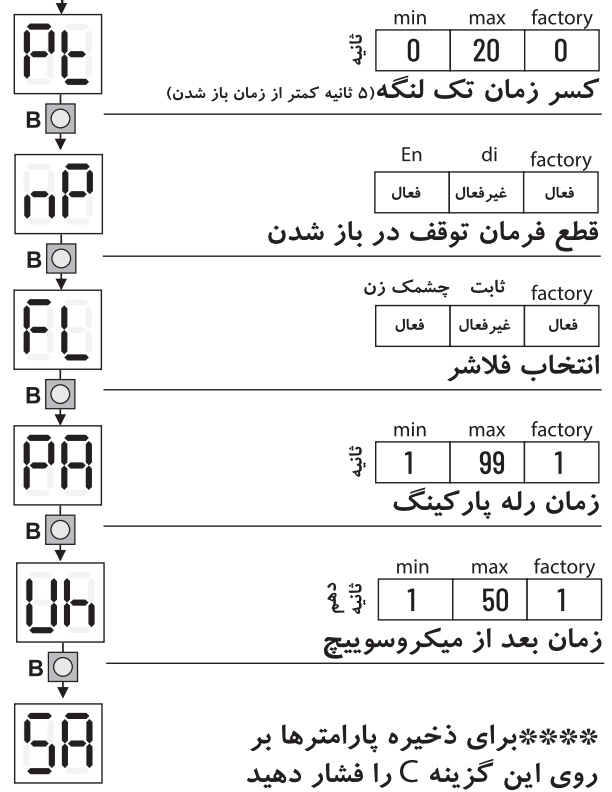 min max factory
Pt ثانیه 0 20 0
کسر زمان تک لنگه (۵ ثانیه کمتر از زمان باز شدن)
B
En di factory
nP فعال غیرفعال فعال
قطع فرمان توقف در باز شدن
B
چشمک زن ثابت factory
FL فعال غیرفعال فعال
انتخاب فلاشر
B
min max factory
PA ثانیه 1 99 1
زمان رله پارکینگ
B
min max factory
Uh دهم ثانیه 1 50 1
زمان بعد از میکروسوییچ
B
SA
****برای ذخیره پارامترها بر
روی این گزینه C را فشار دهید